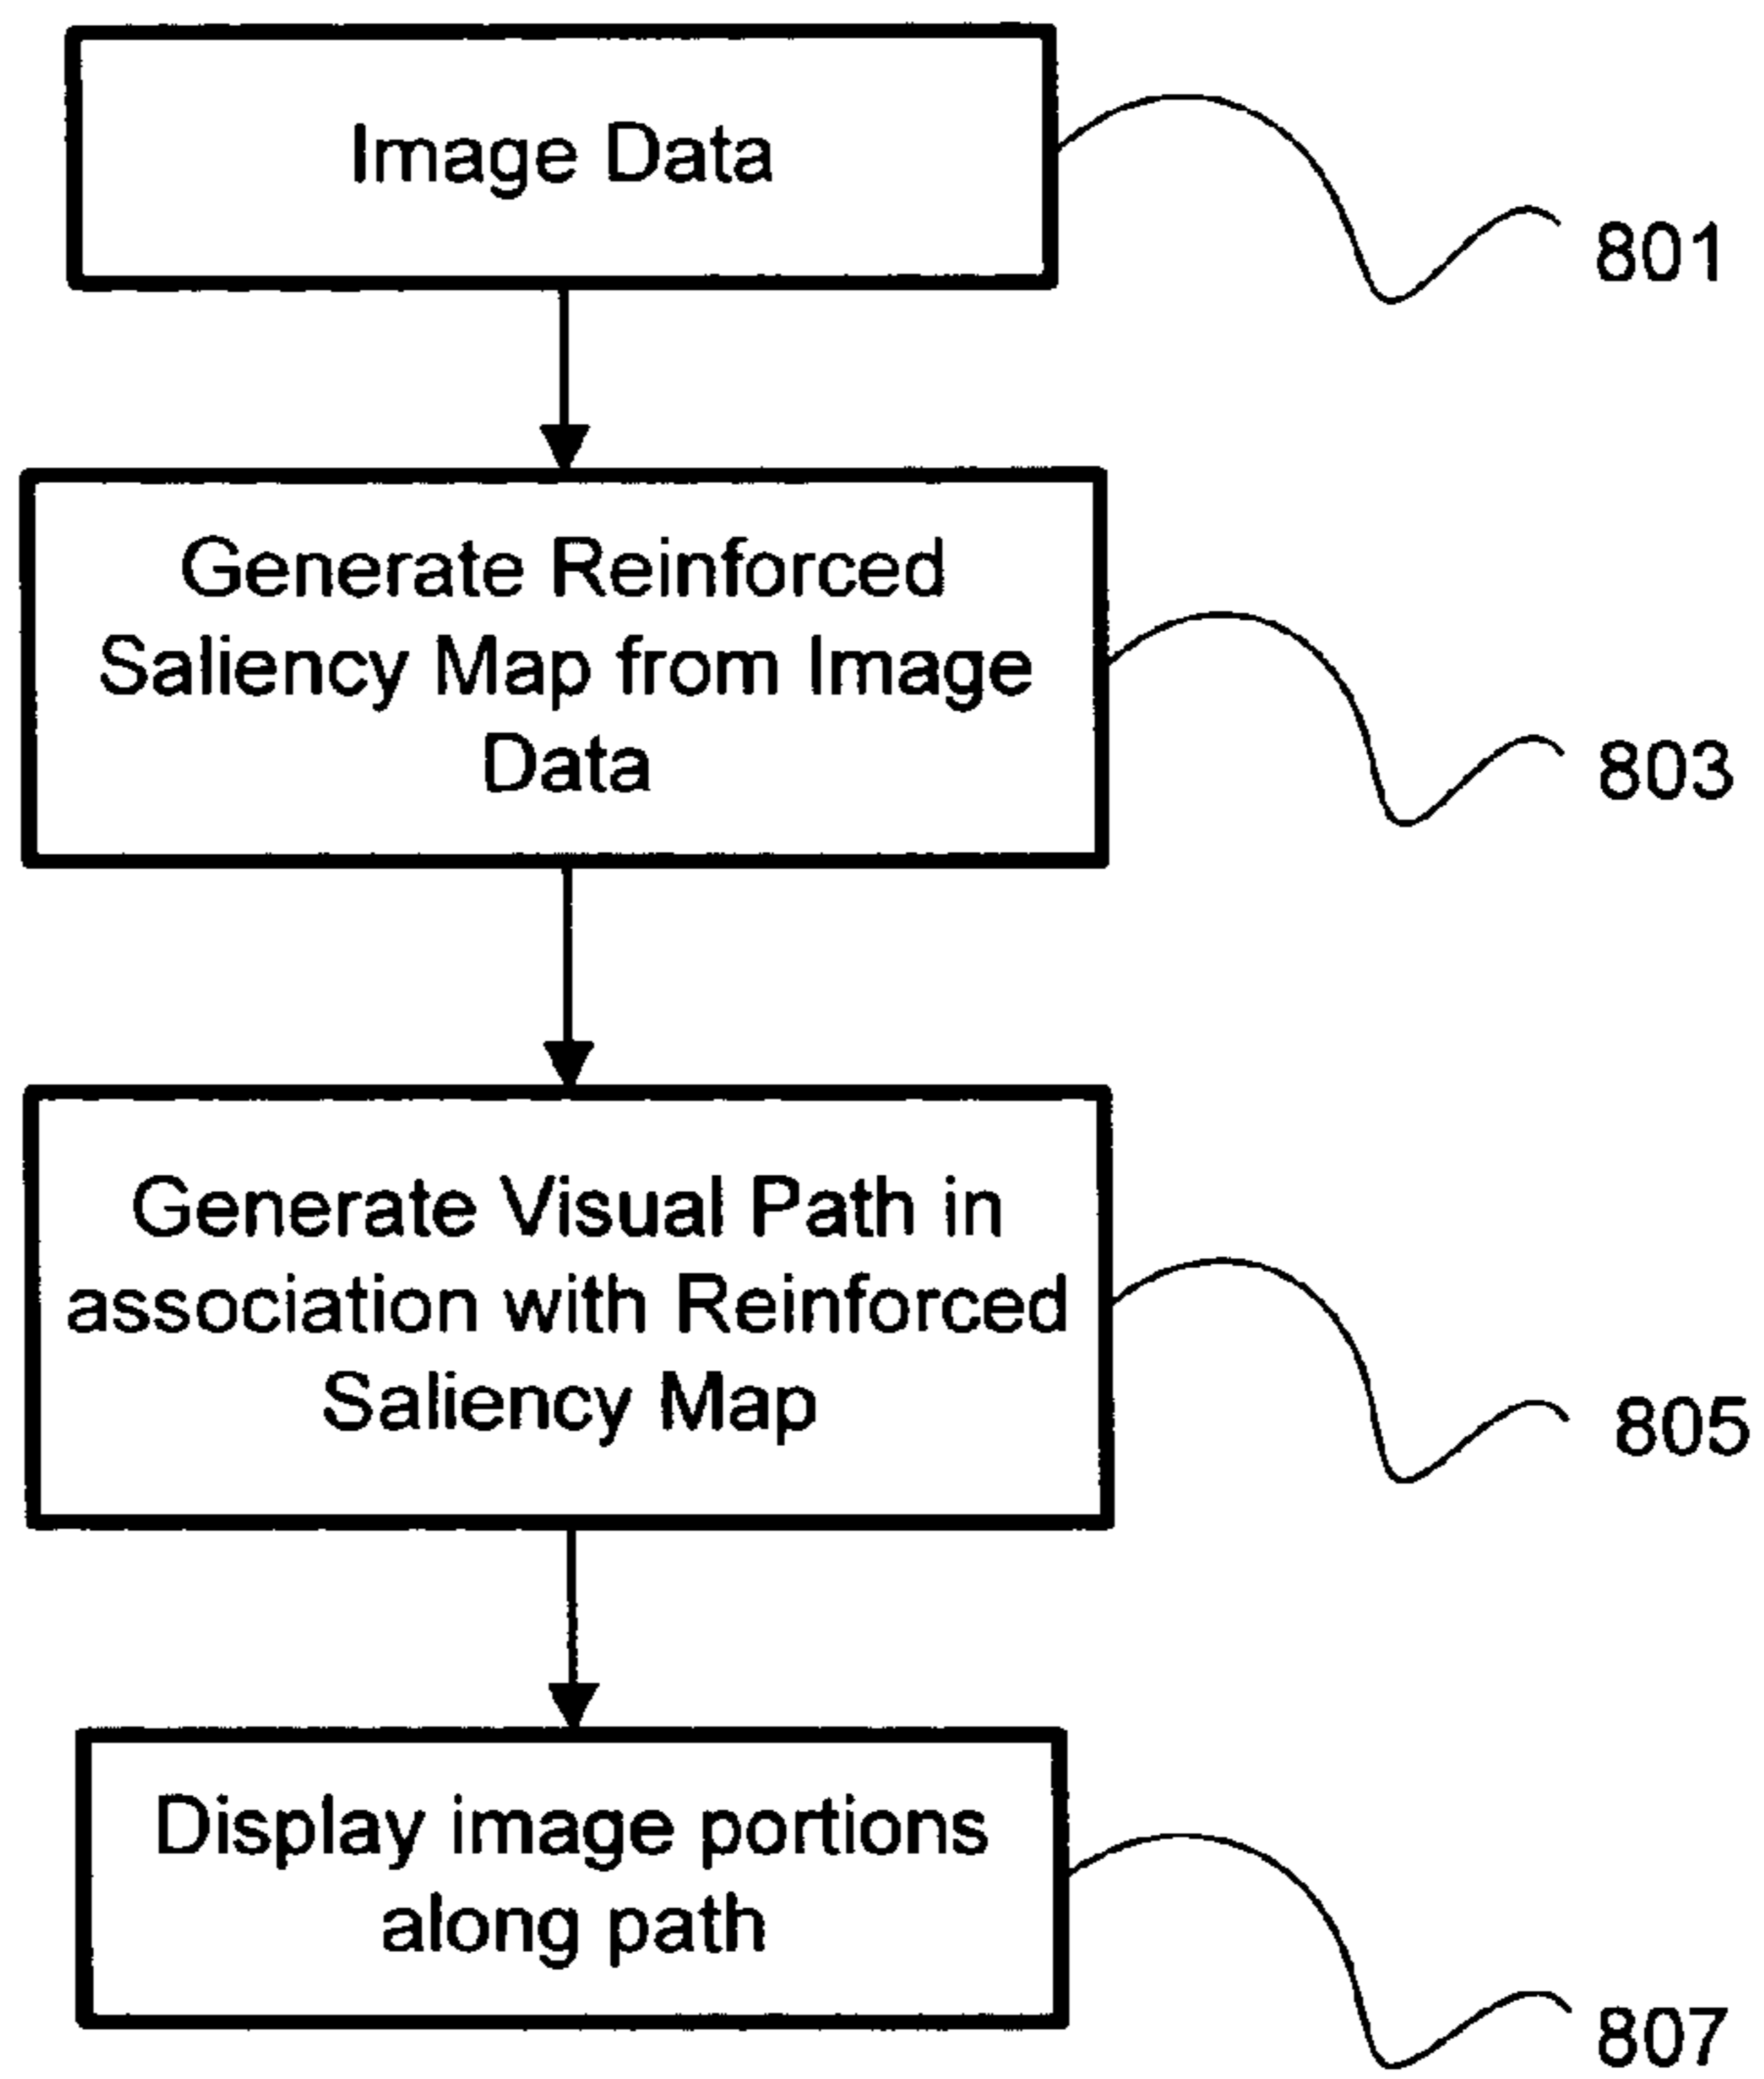 Image Data
801
Generate Reinforced
Saliency Map from Image
Data
803
Generate Visual Path in
association with Reinforced
Saliency Map
805
Display image portions
along path
807